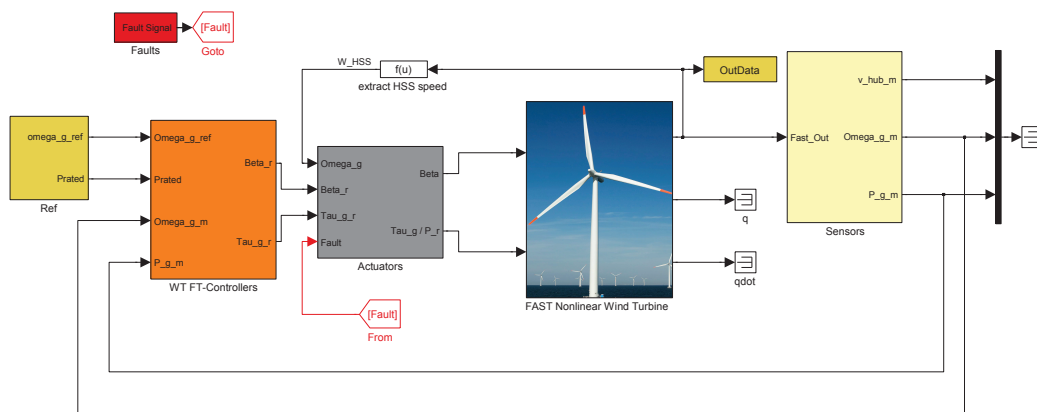 Fault Signal
[Fault]
Faults
Goto
W_HSS
f(u)
extract HSS speed
OutData
omega_g_ref
Prated
Ref
Omega_g_ref
Prated
Omega_g_m
P_g_m
Beta_r
Tau_g_r
WT FT-Controllers
Omega_g
Beta_r
Tau_g_r
Fault
Beta
Tau_g / P_r
Actuators
[Fault]
From
FAST Nonlinear Wind Turbine
q
qdot
Fast_Out
v_hub_m
Omega_g_m
P_g_m
Sensors